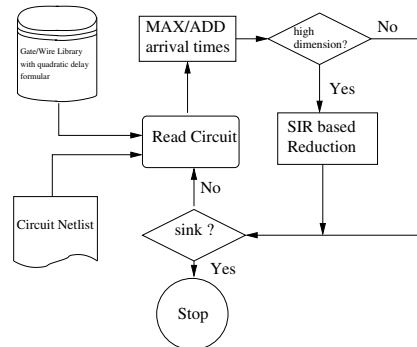 Gate/Wire Library
with quadratic delay
formular
MAX/ADD
arrival times
high
dimension?
No
Yes
Read Circuit
SIR based
Reduction
No
Circuit Netlist
sink ?
Yes
Stop